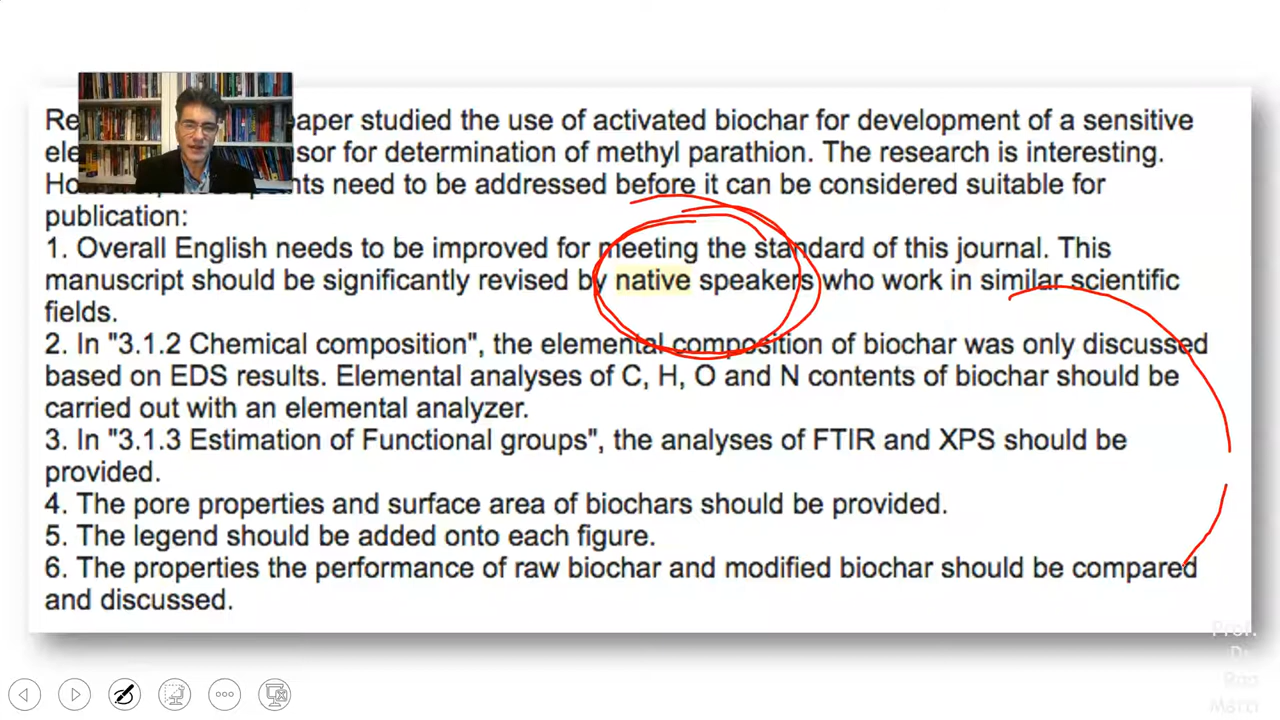 paper studied the use of activated biochar for development of a sensitive
for determination of methyl parathion. The research is interesting.
need to be addressed before it can be considered suitable for
publication:
1. Overall English needs to be improved for meeting the standard of this journal. This
manuscript should be significantly revised by native speakers who work in similar scientific
fields.
2. In "3.1.2 Chemical composition", the elemental composition of biochar was only discussed
based on EDS results. Elemental analyses of C, H, O and N contents of biochar should be
carried out with an elemental analyzer.
3. In "3.1.3 Estimation of Functional groups", the analyses of FTIR and XPS should be
provided.
4. The pore properties and surface area of biochars should be provided.
5. The legend should be added onto each figure.
6. The properties the performance of raw biochar and modified biochar should be compared
and discussed.
Prof.